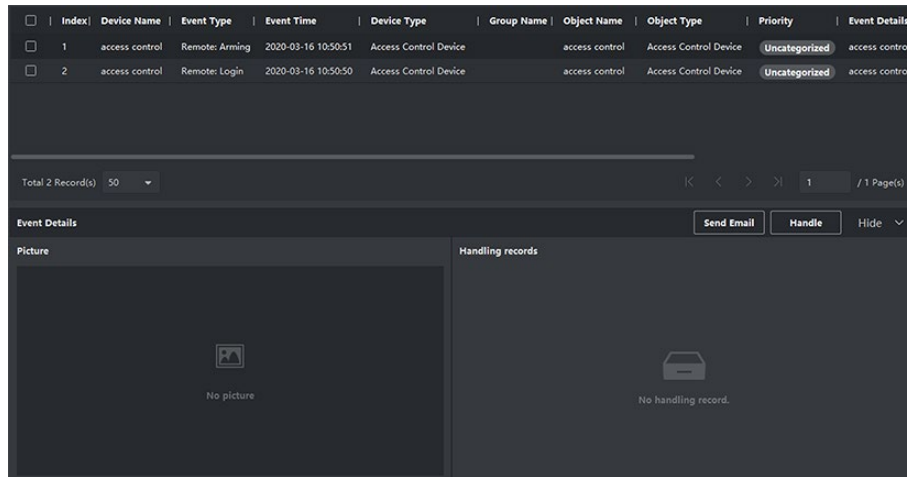 Index Device Name Event Type Event Time Device Type Group Name Object Name Object Type Priority Event Details
1 access control Remote: Arming 2020-03-16 10:50:51 Access Control Device access control Access Control Device Uncategorized access contro
2 access control Remote: Login 2020-03-16 10:50:50 Access Control Device access control Access Control Device Uncategorized access contro
Total 2 Record(s) 50 1 / 1 Page(s)
Event Details Send Email Handle Hide
Picture Handling records
No picture No handling record.